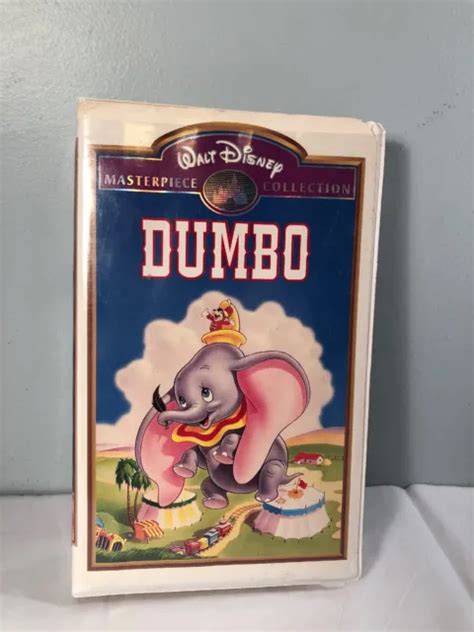 WALT DISNEY
MASTERPIECE COLLECTION
DUMBO